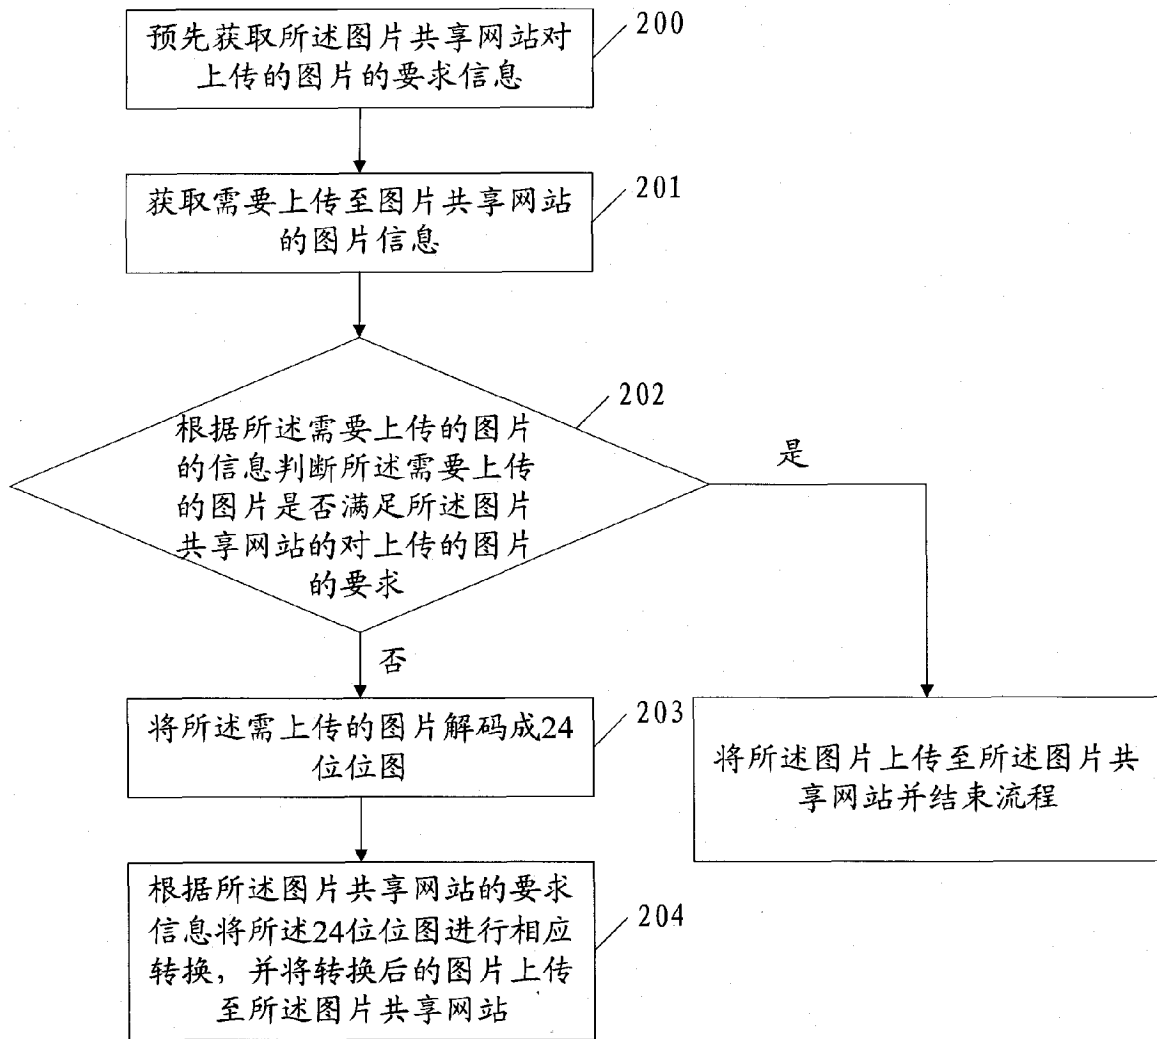 预先获取所述图片共享网站对
上传的图片的要求信息
200
获取需要上传至图片共享网站
的图片信息
201
202
根据所述需要上传的图片
的信息判断所述需要上传
的图片是否满足所述图片
共享网站的对上传的图片
的要求
是
否
将所述需上传的图片解码成24
位位图
203
将所述图片上传至所述图片共
享网站并结束流程
根据所述图片共享网站的要求
信息将所述24位位图进行相应
转换，并将转换后的图片上传
至所述图片共享网站
204